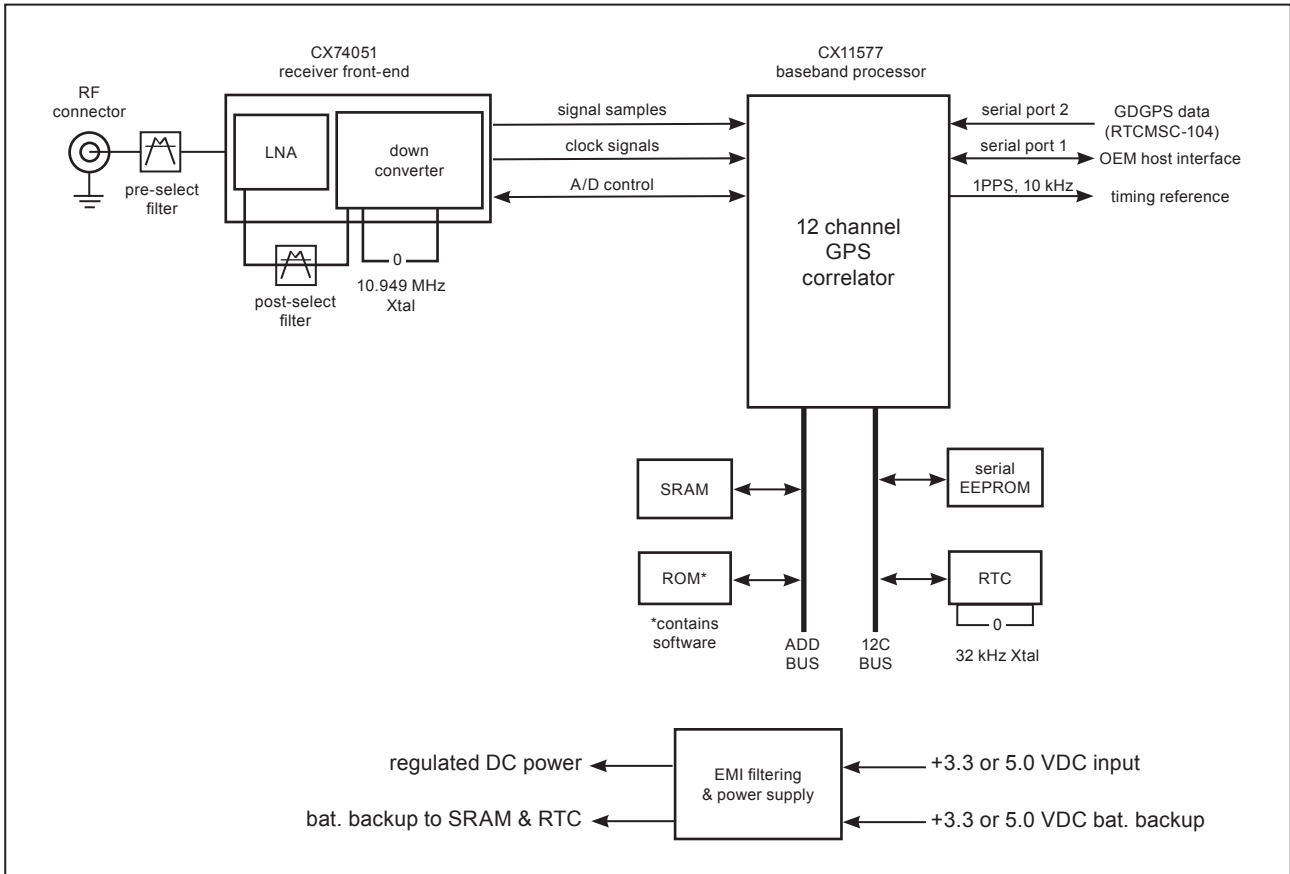 CX74051
receiver front-end
CX11577
baseband processor
RF
connector
pre-select
filter
LNA
down
converter
post-select
filter
0
10.949 MHz
Xtal
signal samples
clock signals
A/D control
12 channel
GPS
correlator
serial port 2
GDGPS data
(RTCMSC-104)
serial port 1
OEM host interface
1PPS, 10 kHz
timing reference
SRAM
ROM*
*contains
software
ADD
BUS
12C
BUS
serial
EEPROM
RTC
0
32 kHz Xtal
regulated DC power
bat. backup to SRAM & RTC
EMI filtering
& power supply
+3.3 or 5.0 VDC input
+3.3 or 5.0 VDC bat. backup